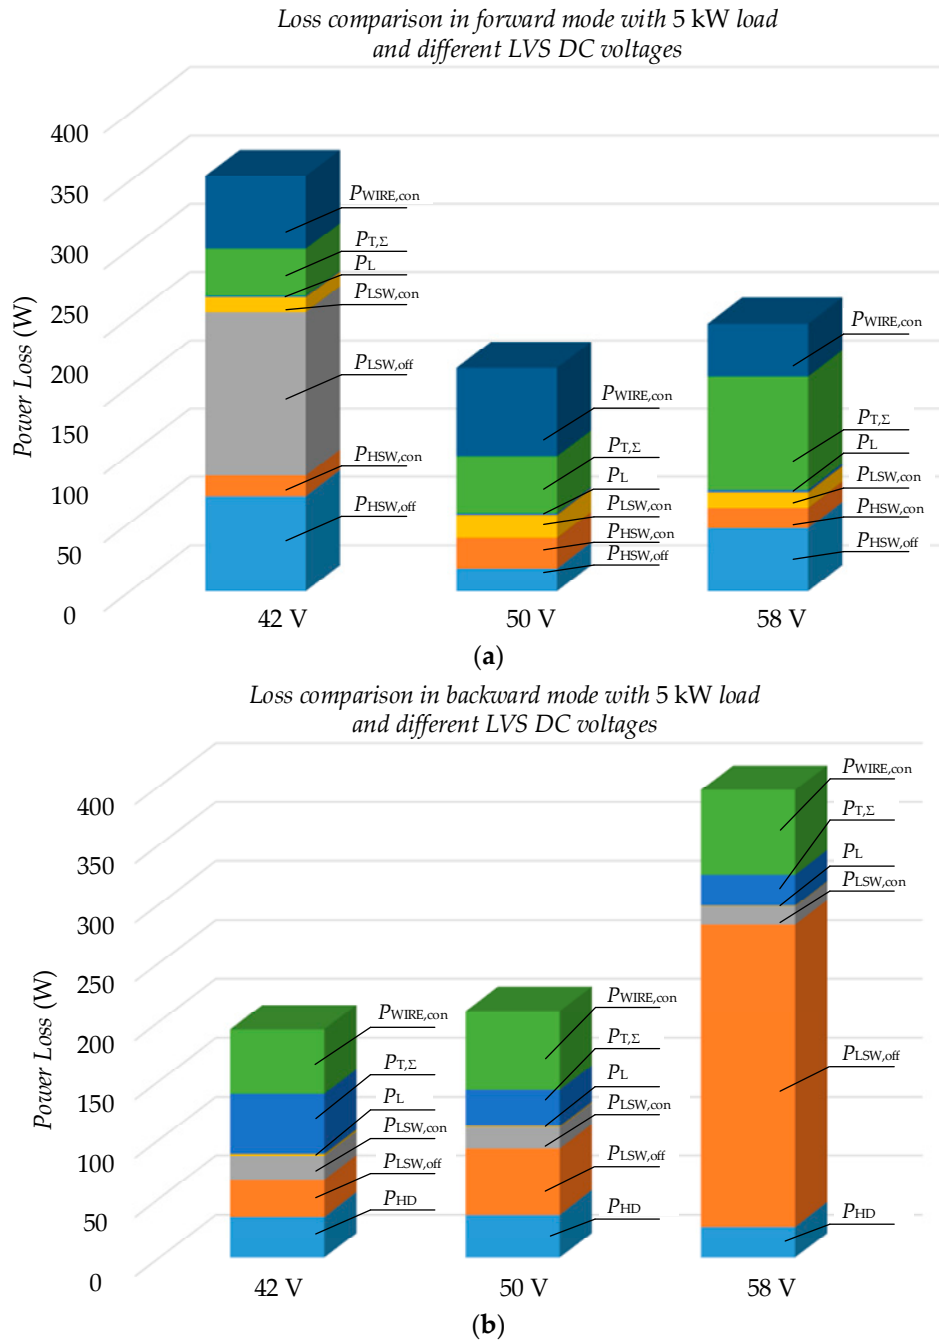 Loss comparison in forward mode with 5 kW load
and different LVS DC voltages
400
350
300
250
200
150
100
50
0
Power Loss (W)
PWIRE,con
PT,Σ
PL
PLSW,con
PLSW,off
PHSW,con
PHSW,off
PWIRE,con
PT,Σ
PL
PLSW,con
PHSW,con
PHSW,off
PWIRE,con
PT,Σ
PL
PLSW,con
PHSW,con
PHSW,off
42 V 50 V 58 V
(a)
Loss comparison in backward mode with 5 kW load
and different LVS DC voltages
400
350
300
250
200
150
100
50
0
Power Loss (W)
PWIRE,con
PT,Σ
PL
PLSW,con
PLSW,off
PHD
PWIRE,con
PT,Σ
PL
PLSW,con
PLSW,off
PHD
PWIRE,con
PT,Σ
PL
PLSW,con
PLSW,off
PHD
42 V 50 V 58 V
(b)